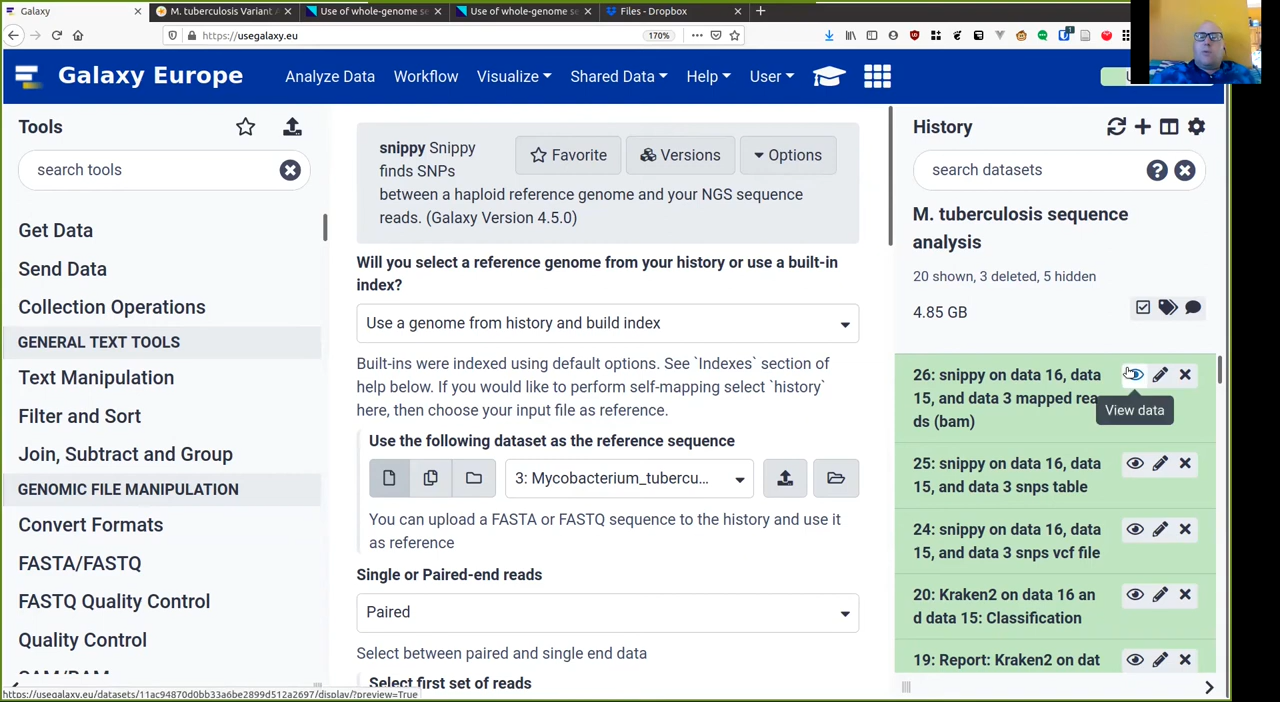 Galaxy
M. tuberculosis Variant A
Use of whole-genome se
Use of whole-genome se
Files - Dropbox
https://usegalaxy.eu
170%
Galaxy Europe
Analyze Data
Workflow
Visualize
Shared Data
Help
User
Tools
search tools
Get Data
Send Data
Collection Operations
GENERAL TEXT TOOLS
Text Manipulation
Filter and Sort
Join, Subtract and Group
GENOMIC FILE MANIPULATION
Convert Formats
FASTA/FASTQ
FASTQ Quality Control
Quality Control
SAM/BAM
https://usegalaxy.eu/datasets/11ac94870d0bb33a6be2899d512a2697/display/?preview=True
snippy Snippy
finds SNPs
between a haploid reference genome and your NGS sequence
reads. (Galaxy Version 4.5.0)
Favorite
Versions
Options
Will you select a reference genome from your history or use a built-in
index?
Use a genome from history and build index
Built-ins were indexed using default options. See `Indexes` section of
help below. If you would like to perform self-mapping select `history`
here, then choose your input file as reference.
Use the following dataset as the reference sequence
3: Mycobacterium_tubercu...
You can upload a FASTA or FASTQ sequence to the history and use it
as reference
Single or Paired-end reads
Paired
Select between paired and single end data
Select first set of reads
History
search datasets
M. tuberculosis sequence
analysis
20 shown, 3 deleted, 5 hidden
4.85 GB
26: snippy on data 16, data
15, and data 3 mapped rea
ds (bam)
View data
25: snippy on data 16, data
15, and data 3 snps table
24: snippy on data 16, data
15, and data 3 snps vcf file
20: Kraken2 on data 16 an
d data 15: Classification
19: Report: Kraken2 on dat